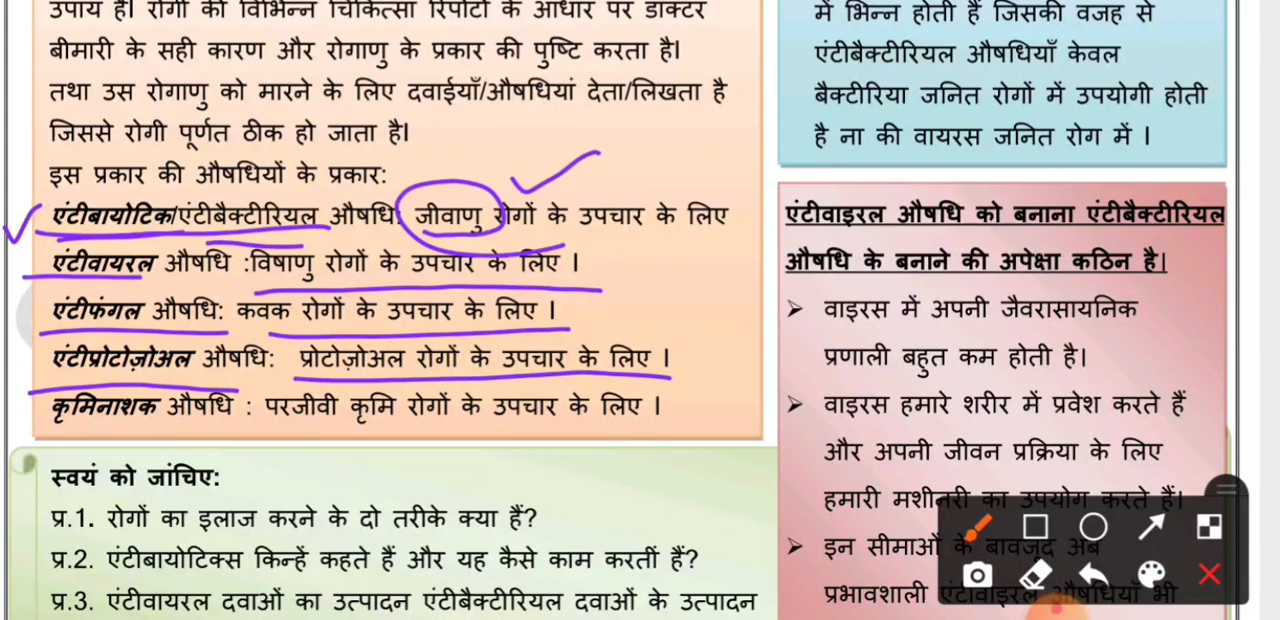 उपाय है। रोगी की विभिन्न चिकित्सा रिपोर्टों के आधार पर डॉक्टर
बीमारी के सही कारण और रोगाणु के प्रकार की पुष्टि करता है।
तथा उस रोगाणु को मारने के लिए दवाईयाँ/औषधियां देता/लिखता है
जिससे रोगी पूर्णत ठीक हो जाता है।
इस प्रकार की औषधियों के प्रकार:
एंटीबायोटिक/एंटीबैक्टीरियल औषधि: जीवाणु रोगों के उपचार के लिए
एंटीवायरल औषधि :विषाणु रोगों के उपचार के लिए ।
एंटीफंगल औषधि: कवक रोगों के उपचार के लिए ।
एंटीप्रोटोज़ोअल औषधि: प्रोटोज़ोअल रोगों के उपचार के लिए ।
कृमिनाशक औषधि : परजीवी कृमि रोगों के उपचार के लिए ।
स्वयं को जांचिए:
प्र.1. रोगों का इलाज करने के दो तरीके क्या हैं?
प्र.2. एंटीबायोटिक्स किन्हें कहते हैं और यह कैसे काम करतीं हैं?
प्र.3. एंटीवायरल दवाओं का उत्पादन एंटीबैक्टीरियल दवाओं के उत्पादन
में भिन्न होती हैं जिसकी वजह से
एंटीबैक्टीरियल औषधियाँ केवल
बैक्टीरिया जनित रोगों में उपयोगी होती
है ना की वायरस जनित रोग में ।
एंटीवाइरल औषधि को बनाना एंटीबैक्टीरियल
औषधि के बनाने की अपेक्षा कठिन है।
वाइरस में अपनी जैवरासायनिक
प्रणाली बहुत कम होती है।
वाइरस हमारे शरीर में प्रवेश करते हैं
और अपनी जीवन प्रक्रिया के लिए
हमारी मशीनरी का उपयोग करते हैं।
इन सीमाओं के बावजूद अब
प्रभावशाली एंटीवाइरल औषधियाँ भी